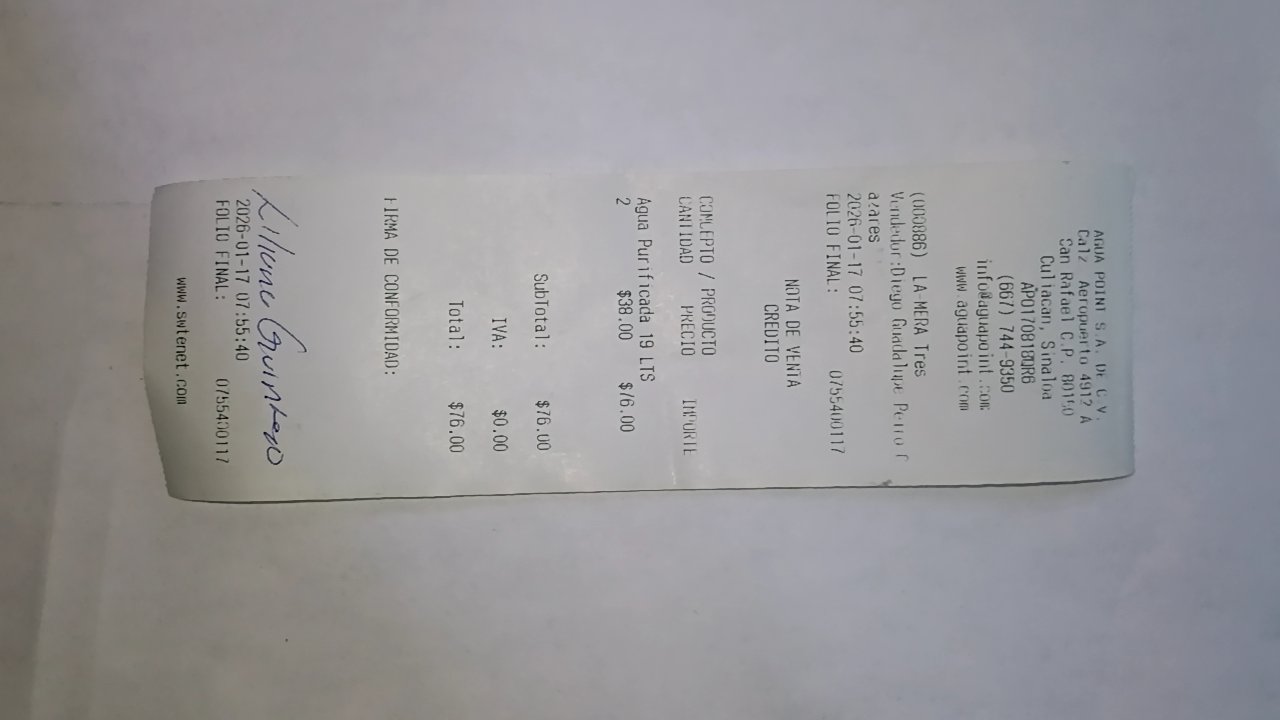 AGUA POINT S.A. DE C.V.
Calz Aeropuerto 4912 A
San Rafael C.P. 80150
Culiacan, Sinaloa
APO170818QR6
(667) 744-9350
info@aguapoint.com
www.aguapoint.com
(000886) LA-MERA Tres
Vendedor:Diego Guadalupe
azares
2026-01-17 07:55:40
FOLIO FINAL: 0755400117
NOTA DE VENTA
CREDITO
CONCEPTO / PRODUCTO
CANTIDAD PRECIO IMPORTE
Agua Purificada 19 LTS
2 $38.00 $76.00
SubTotal: $76.00
IVA: $0.00
Total: $76.00
FIRMA DE CONFORMIDAD:
2026-01-17 07:55:40
FOLIO FINAL: 0755400117
www.swtenet.com